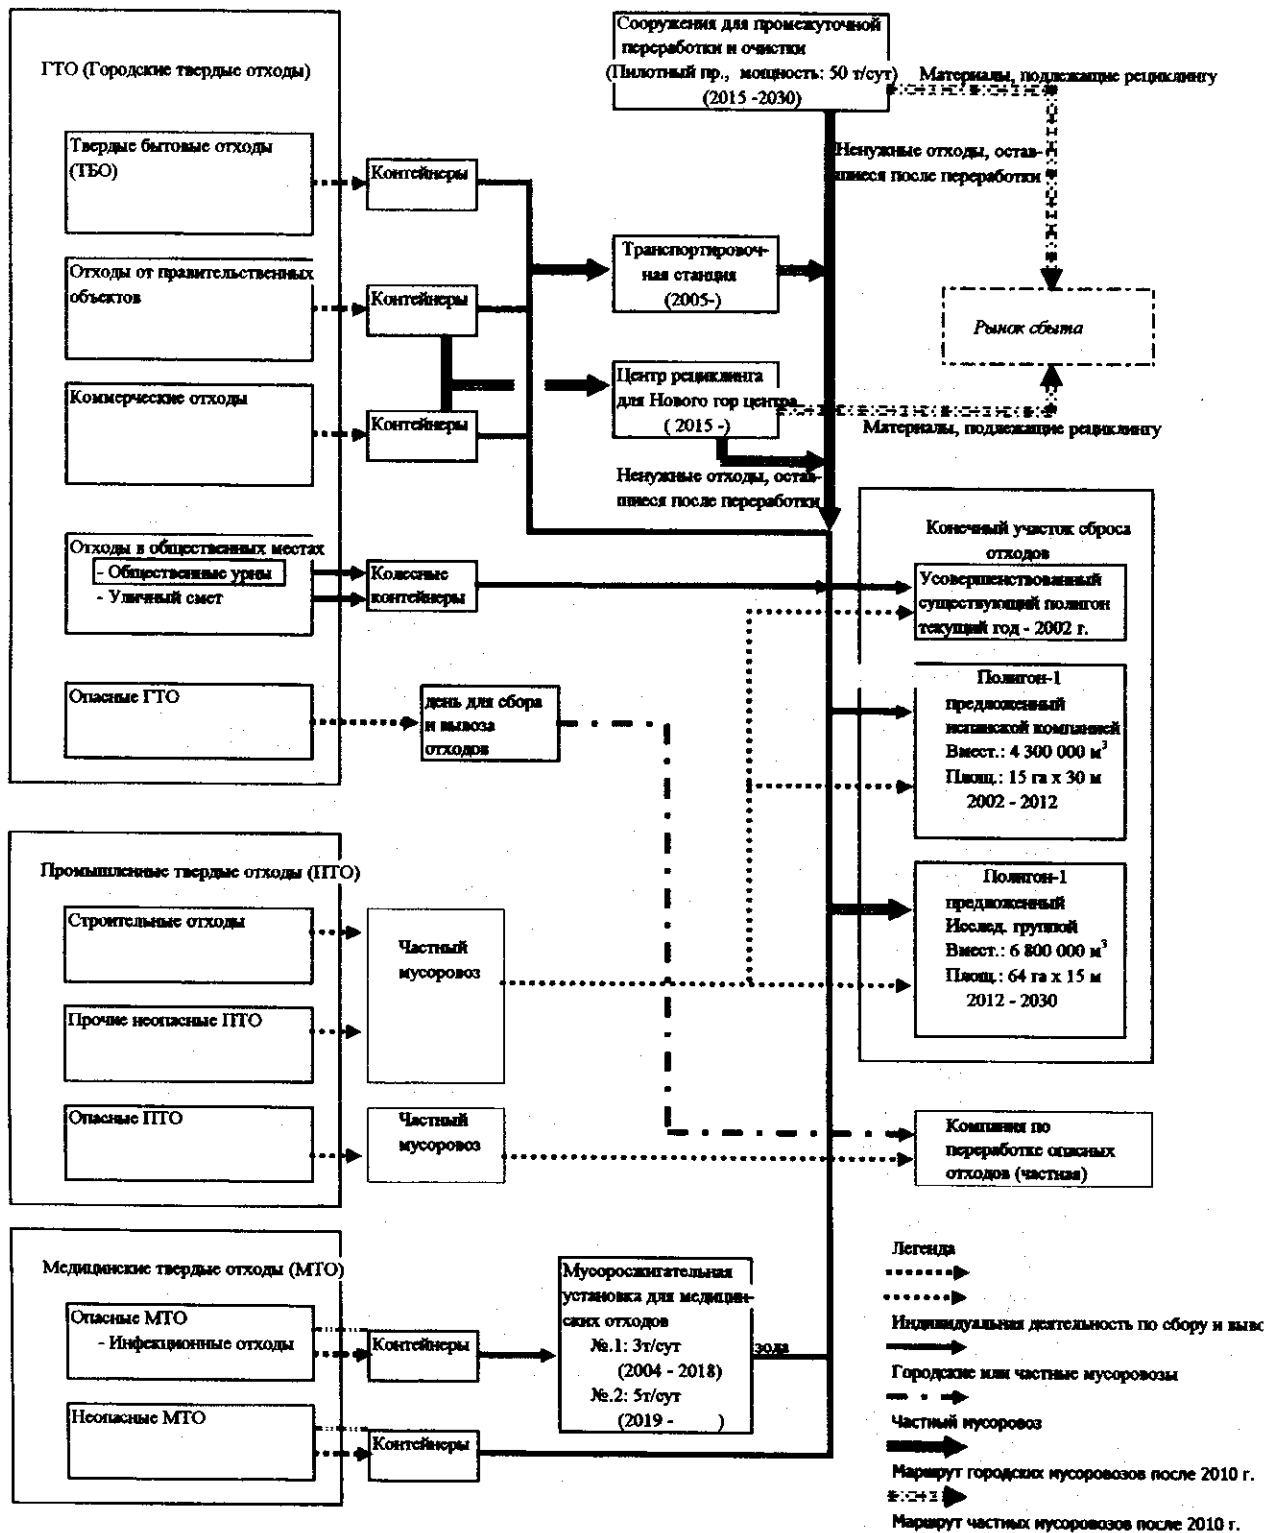 ГТО (Городские твердые отходы)
Твердые бытовые отходы
(ТБО)
Отходы от правительственных
объектов
Коммерческие отходы
Отходы в общественных местах
- Общественные урны
- Уличный смет
Опасные ГТО
Контейнеры
Контейнеры
Контейнеры
Колесные
контейнеры
день для сбора
и вывоза
отходов
Сооружения для промежуточной
переработки и очистки
(Пилотный пр., мощность: 50 т/сут)
(2015 -2030)
Материалы, подлежащие рециклингу
Ненужные отходы, остав-
шиеся после переработки
Транспортировоч-
ная станция
(2005-)
Рынок сбыта
Центр рециклинга
для Нового гор центра
( 2015 -)
Материалы, подлежащие рециклингу
Ненужные отходы, остав-
шиеся после переработки
Конечный участок сброса
отходов
Усовершенствованный
существующий полигон
текущий год - 2002 г.
Полигон-1
предложенный
испанской компанией
Вмест.: 4 300 000 м³
Площ.: 15 га x 30 м
2002 - 2012
Полигон-1
предложенный
Исслед. группой
Вмест.: 6 800 000 м³
Площ.: 64 га x 15 м
2012 - 2030
Промышленные твердые отходы (ПТО)
Строительные отходы
Прочие неопасные ПТО
Опасные ПТО
Частный
мусоровоз
Частный
мусоровоз
Компания по
переработке опасных
отходов (частная)
Медицинские твердые отходы (МТО)
Опасные МТО
- Инфекционные отходы
Неопасные МТО
Контейнеры
Контейнеры
Мусоросжигательная
установка для медицин-
ских отходов
№.1: 3т/сут
(2004 - 2018)
№.2: 5т/сут
(2019 - )
зола
Легенда
Индивидуальная деятельность по сбору и выво
Городские или частные мусоровозы
Частный мусоровоз
Маршрут городских мусоровозов после 2010 г.
Маршрут частных мусоровозов после 2010 г.